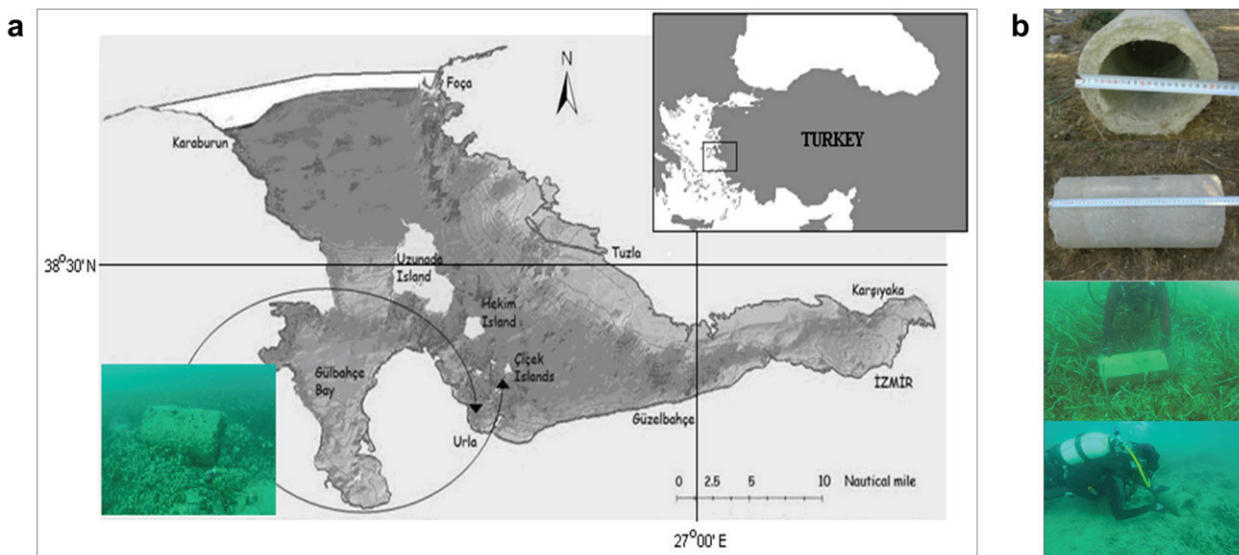 a
b
N
Foça
Karaburun
TURKEY
Tuzla
38°30' N
Uzunada
Island
Hekim
Island
Karşıyaka
Çiçek
Islands
Gülbahçe
Bay
İZMİR
Güzelbahçe
Urla
0 2.5 5 10 Nautical mile
27°00' E